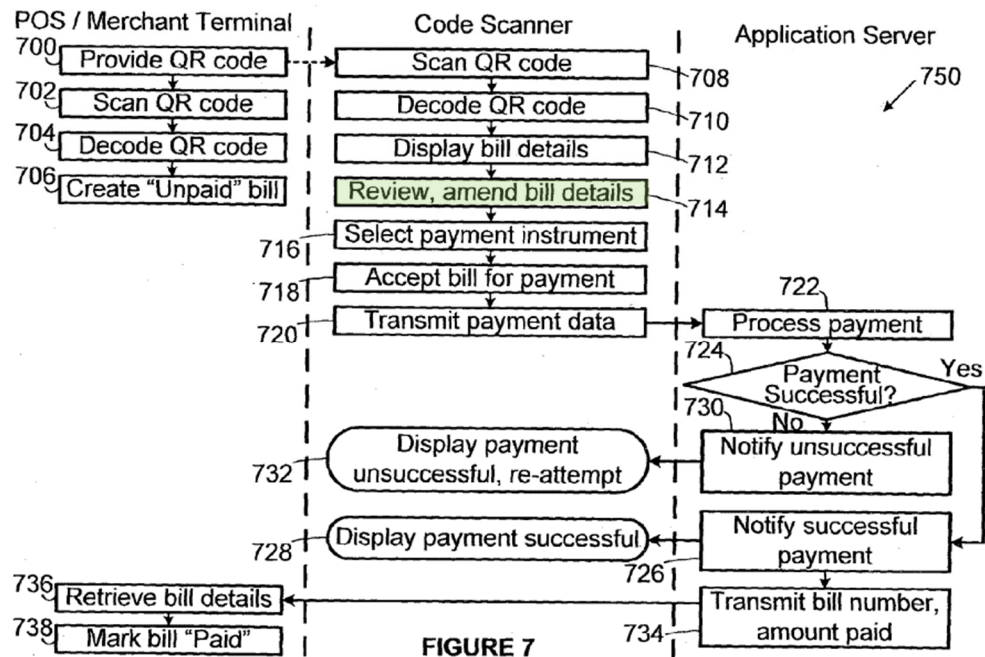 POS / Merchant Terminal
Code Scanner
Application Server
750
700
Provide QR code
Scan QR code
708
702
Scan QR code
Decode QR code
710
704
Decode QR code
Display bill details
712
706
Create “Unpaid” bill
Review, amend bill details
714
716
Select payment instrument
718
Accept bill for payment
720
Transmit payment data
722
Process payment
724
Payment
Successful?
Yes
No
730
Notify unsuccessful
payment
732
Display payment
unsuccessful, re-attempt
Notify successful
payment
726
728
Display payment successful
734
Transmit bill number,
amount paid
736
Retrieve bill details
738
Mark bill “Paid”
FIGURE 7